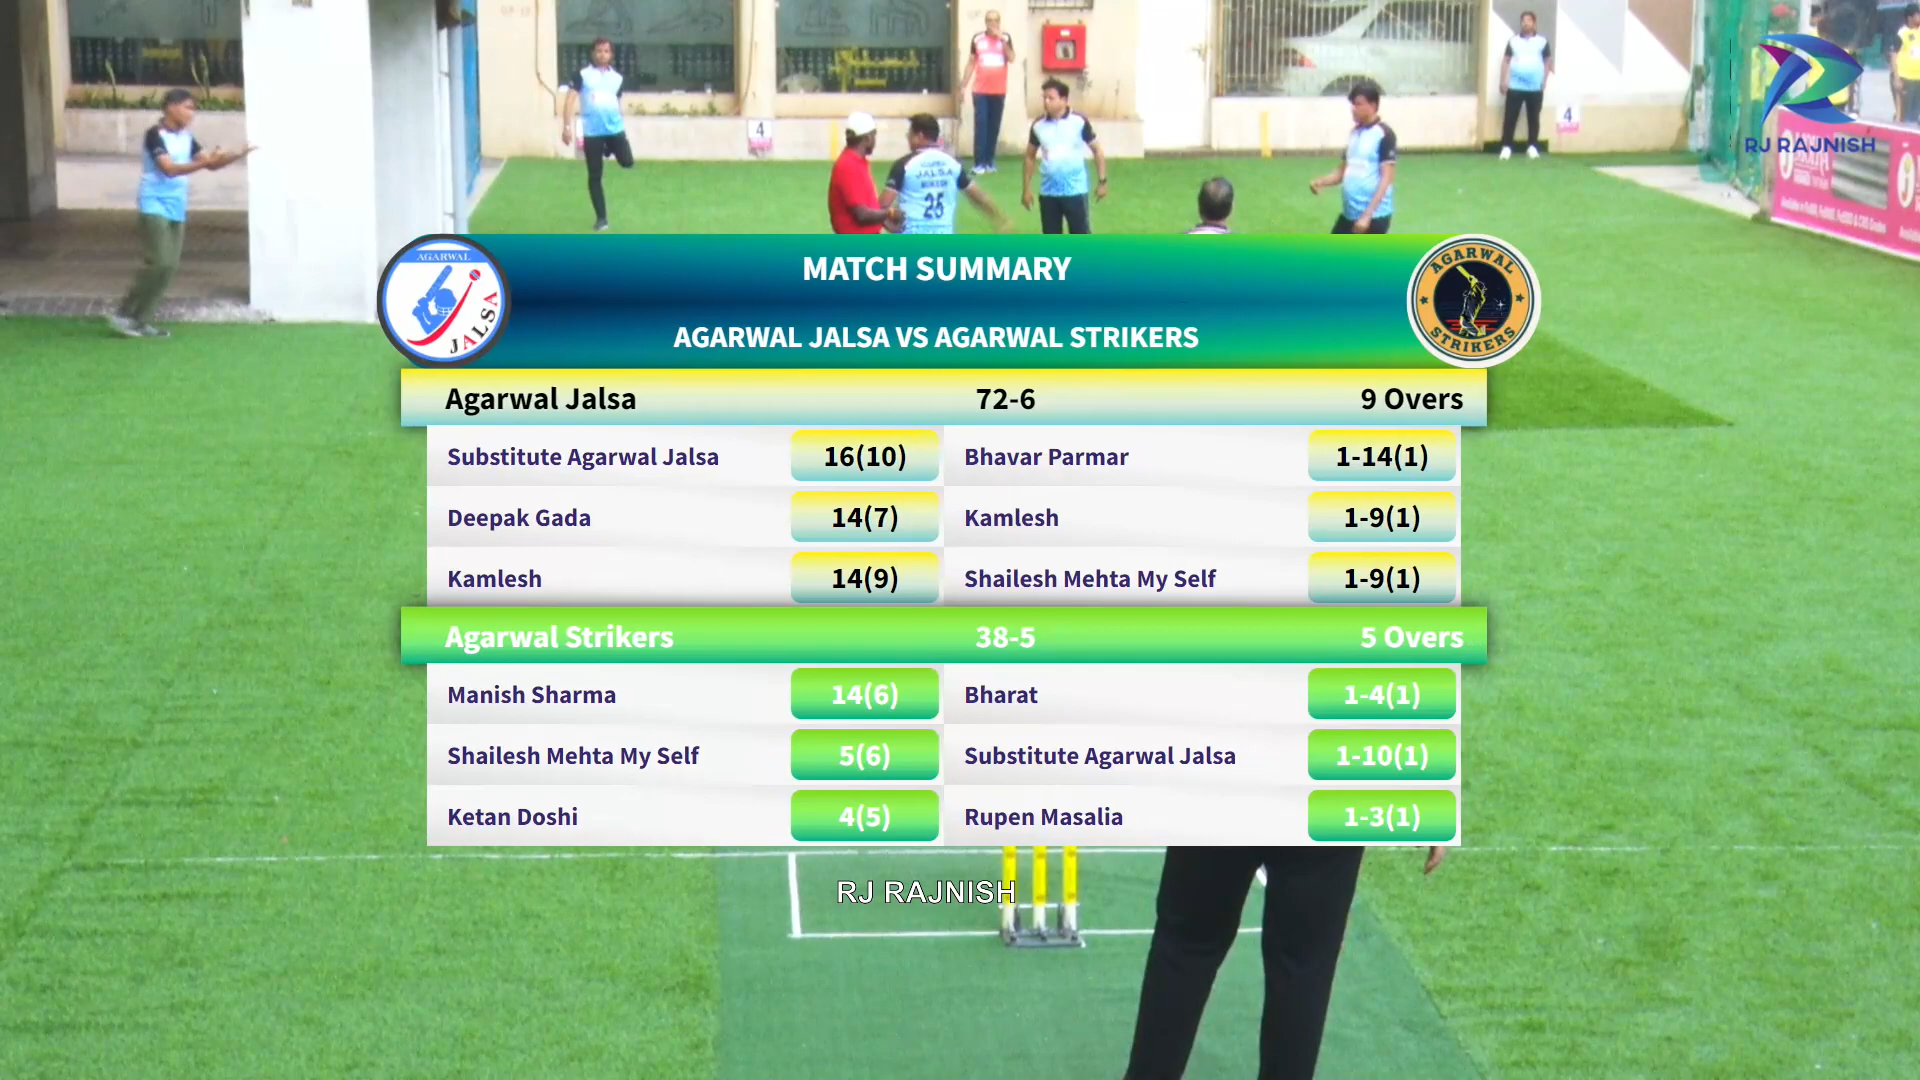 RJ RAJNISH
4
4
JALSA
25
AGARWAL
JALSA
MATCH SUMMARY
AGARWAL JALSA VS AGARWAL STRIKERS
AGARWAL
STRIKERS
Agarwal Jalsa 72-6 9 Overs
Substitute Agarwal Jalsa 16(10) Bhavar Parmar 1-14(1)
Deepak Gada 14(7) Kamlesh 1-9(1)
Kamlesh 14(9) Shailesh Mehta My Self 1-9(1)
Agarwal Strikers 38-5 5 Overs
Manish Sharma 14(6) Bharat 1-4(1)
Shailesh Mehta My Self 5(6) Substitute Agarwal Jalsa 1-10(1)
Ketan Doshi 4(5) Rupen Masalia 1-3(1)
RJ RAJNISH